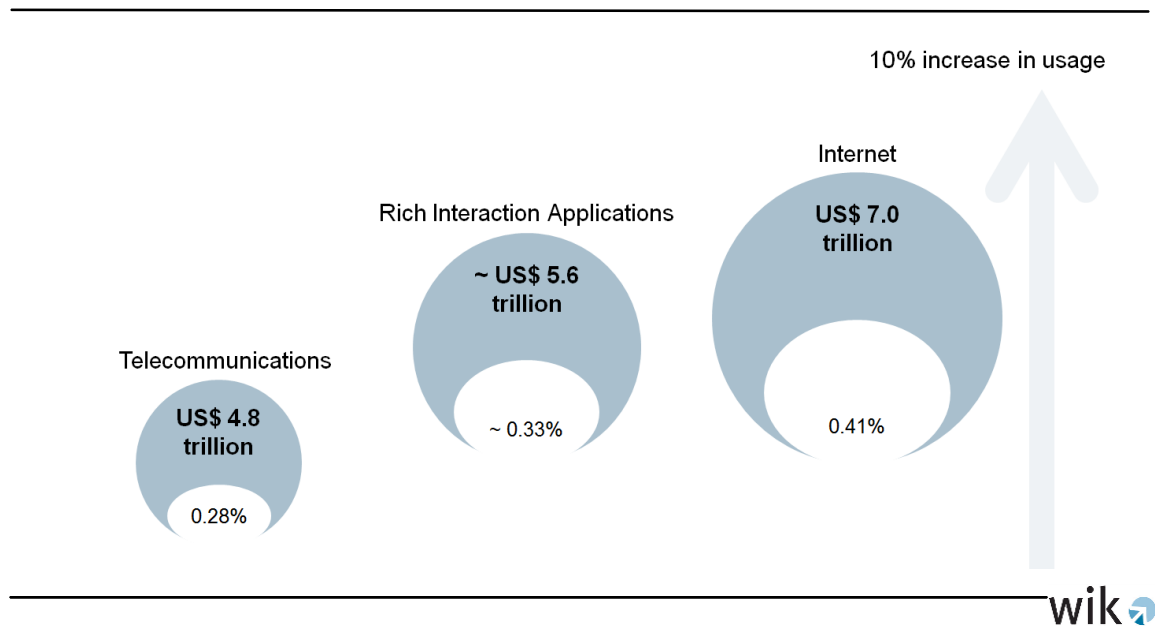 10% increase in usage
Internet
US$ 7.0
trillion
Rich Interaction Applications
~ US$ 5.6
trillion
Telecommunications
US$ 4.8
trillion
0.41%
~ 0.33%
0.28%
wik